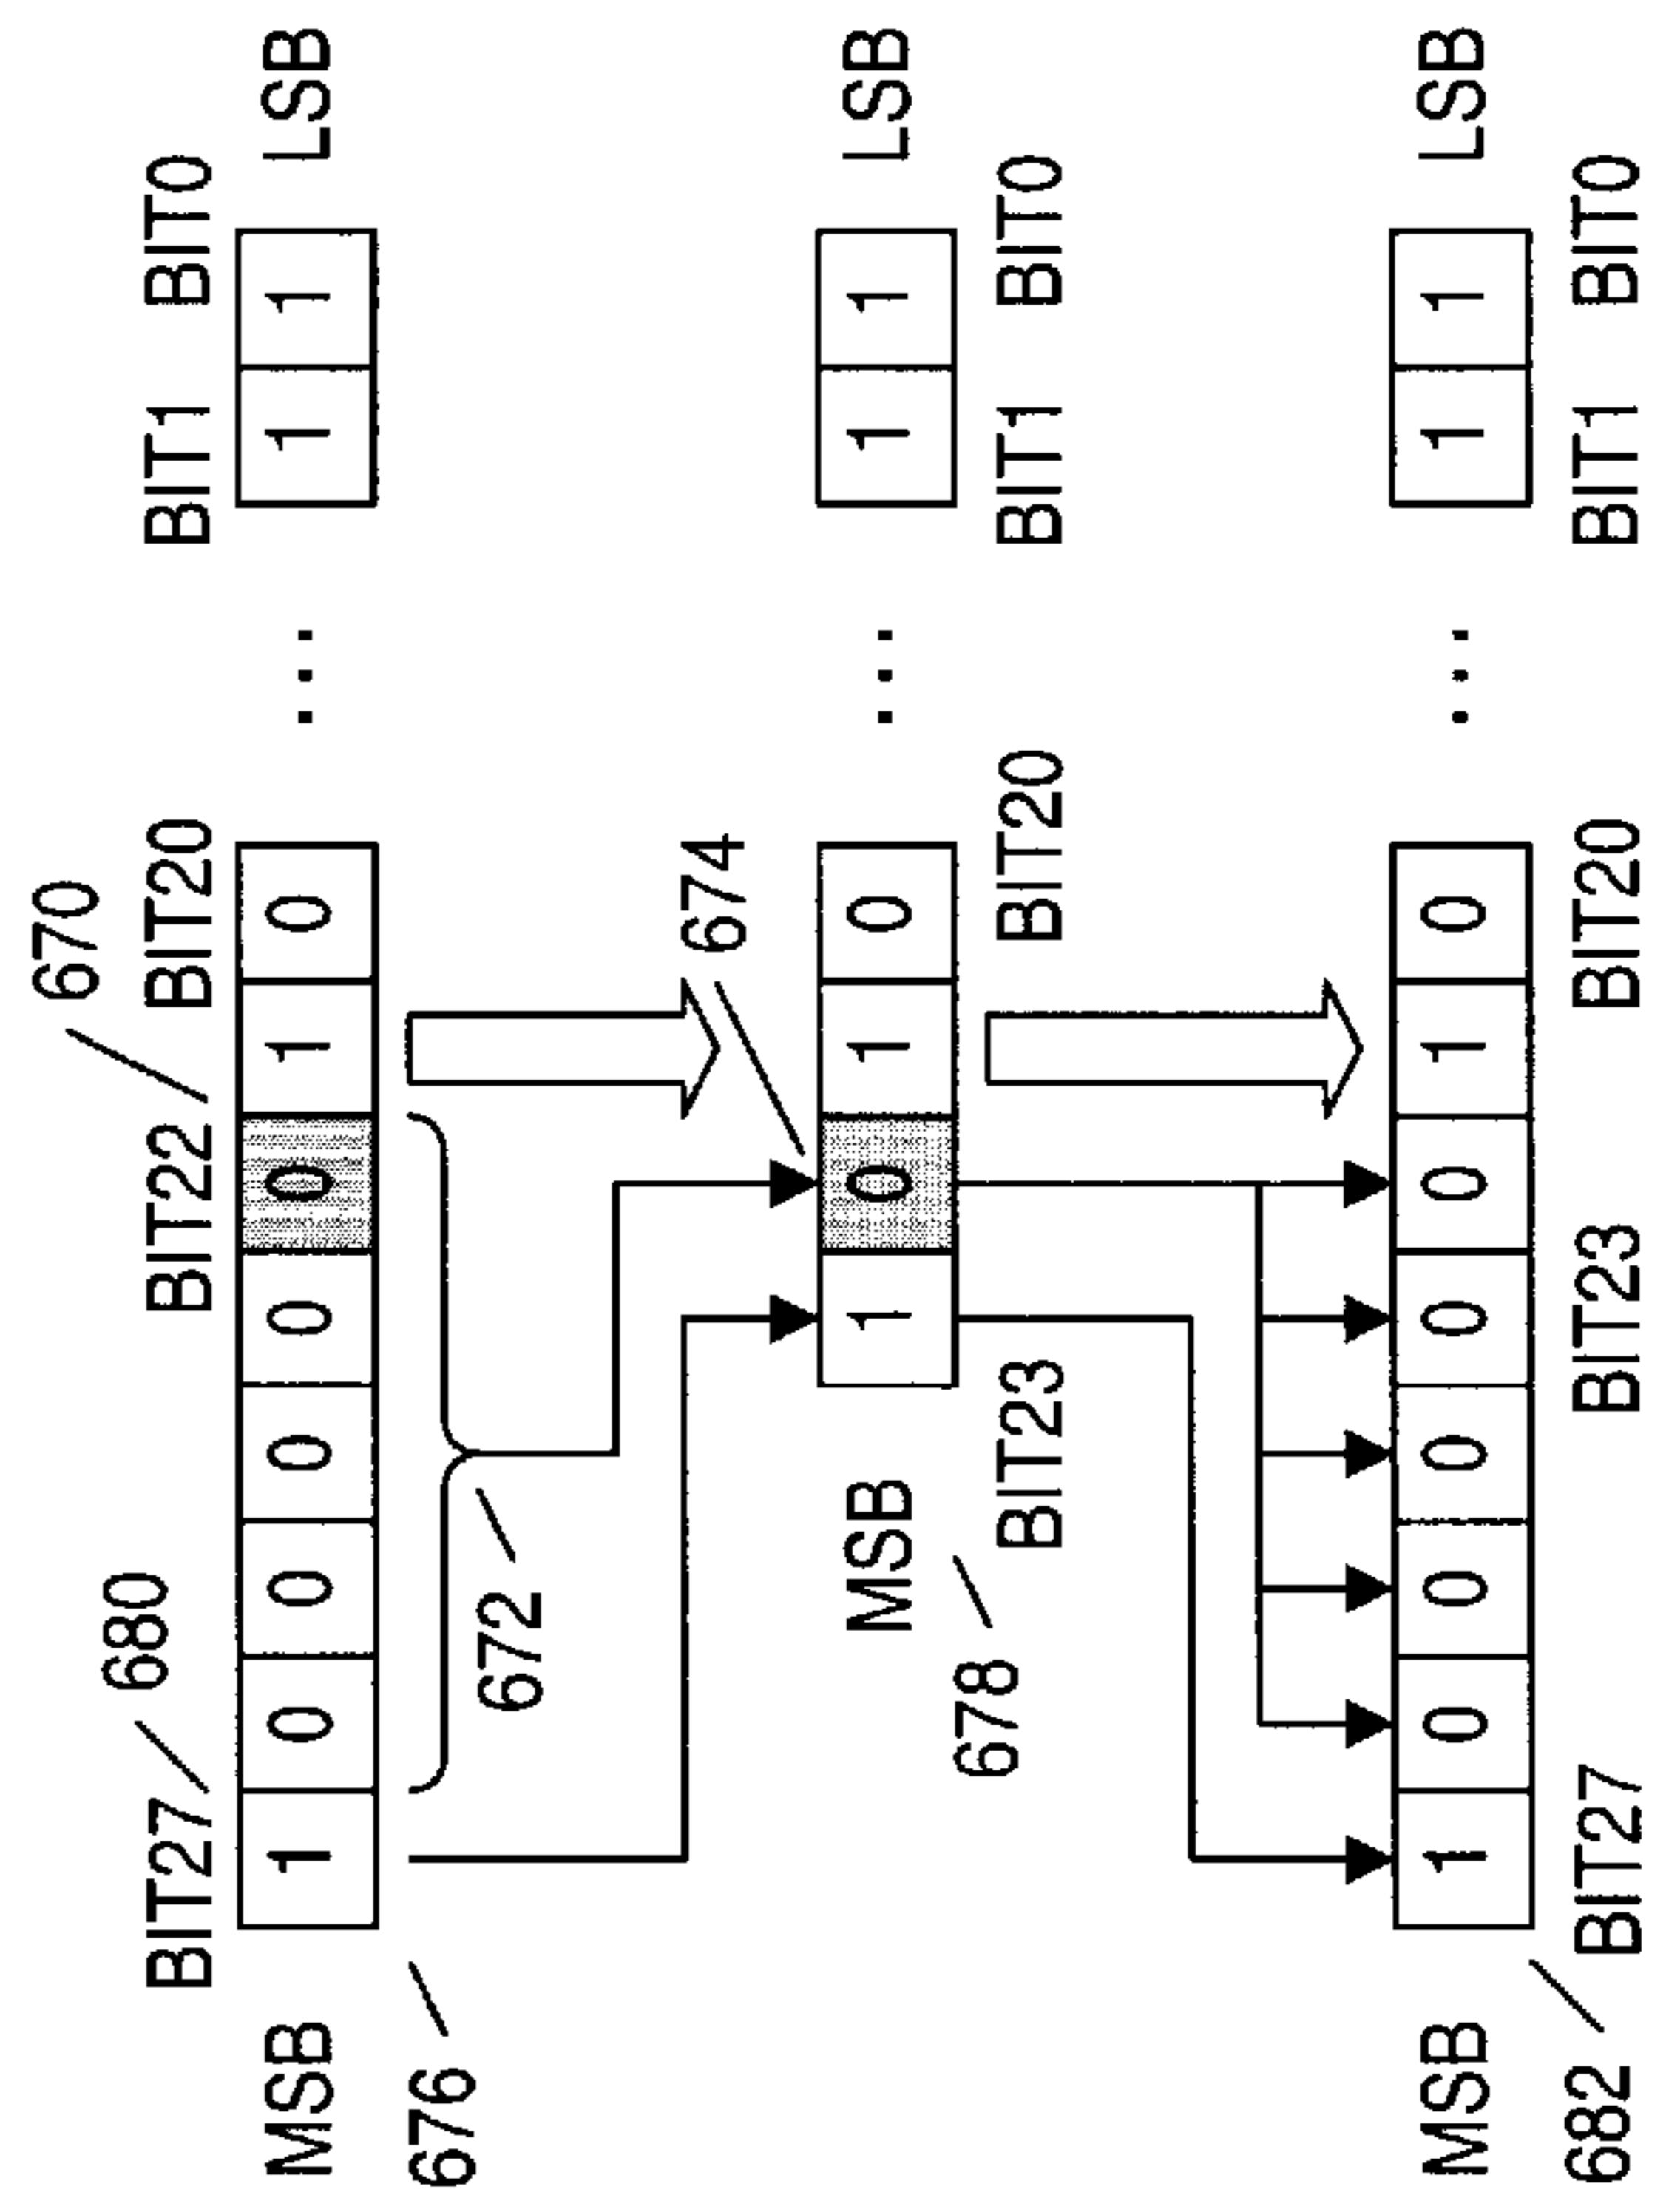 670
680
BIT27 BIT22 BIT20 BIT1 BIT0
MSB 1 0 0 0 0 0 1 0 ... 1 1 LSB
676
672
674
MSB 1 0 1 0 ... 1 1 LSB
678
BIT23 BIT20 BIT1 BIT0
MSB 1 0 0 0 0 0 1 0 ... 1 1 LSB
682 BIT27 BIT23 BIT20 BIT1 BIT0